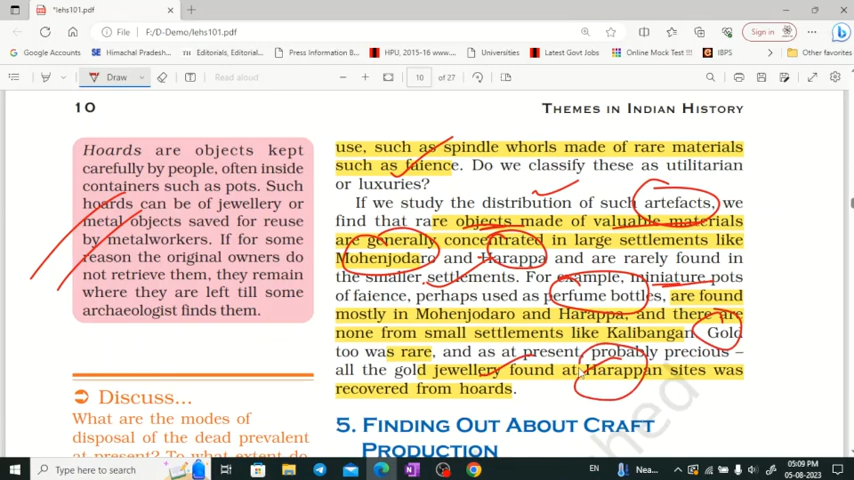 *lehs101.pdf
File
F:/D-Demo/lehs101.pdf
Sign in
Google
Himachal Pradesh...
Editorials, Editorial...
Press Information B...
HPU, 2015-16 www....
Universities
Latest Govt Jobs
Online Mock Test !!...
IBPS
Other favorites
Draw
Read aloud
10 of 27
10
THEMES IN INDIAN HISTORY
Hoards are objects kept
carefully by people, often inside
containers such as pots. Such
hoards can be of jewellery or
metal objects saved for reuse
by metalworkers. If for some
reason the original owners do
not retrieve them, they remain
where they are left till some
archaeologist finds them.
Discuss...
What are the modes of
disposal of the dead prevalent
at present? To what extent do
use, such as spindle whorls made of rare materials
such as faience. Do we classify these as utilitarian
or luxuries?
If we study the distribution of such artefacts, we
find that rare objects made of valuable materials
are generally concentrated in large settlements like
Mohenjodaro and Harappa and are rarely found in
the smaller settlements. For example, miniature pots
of faience, perhaps used as perfume bottles, are found
mostly in Mohenjodaro and Harappa, and there are
none from small settlements like Kalibangan. Gold
too was rare, and as at present, probably precious –
all the gold jewellery found at Harappan sites was
recovered from hoards.
5. FINDING OUT ABOUT CRAFT
PRODUCTION
Type here to search
EN
Nea...
05:09 PM
05-08-2023